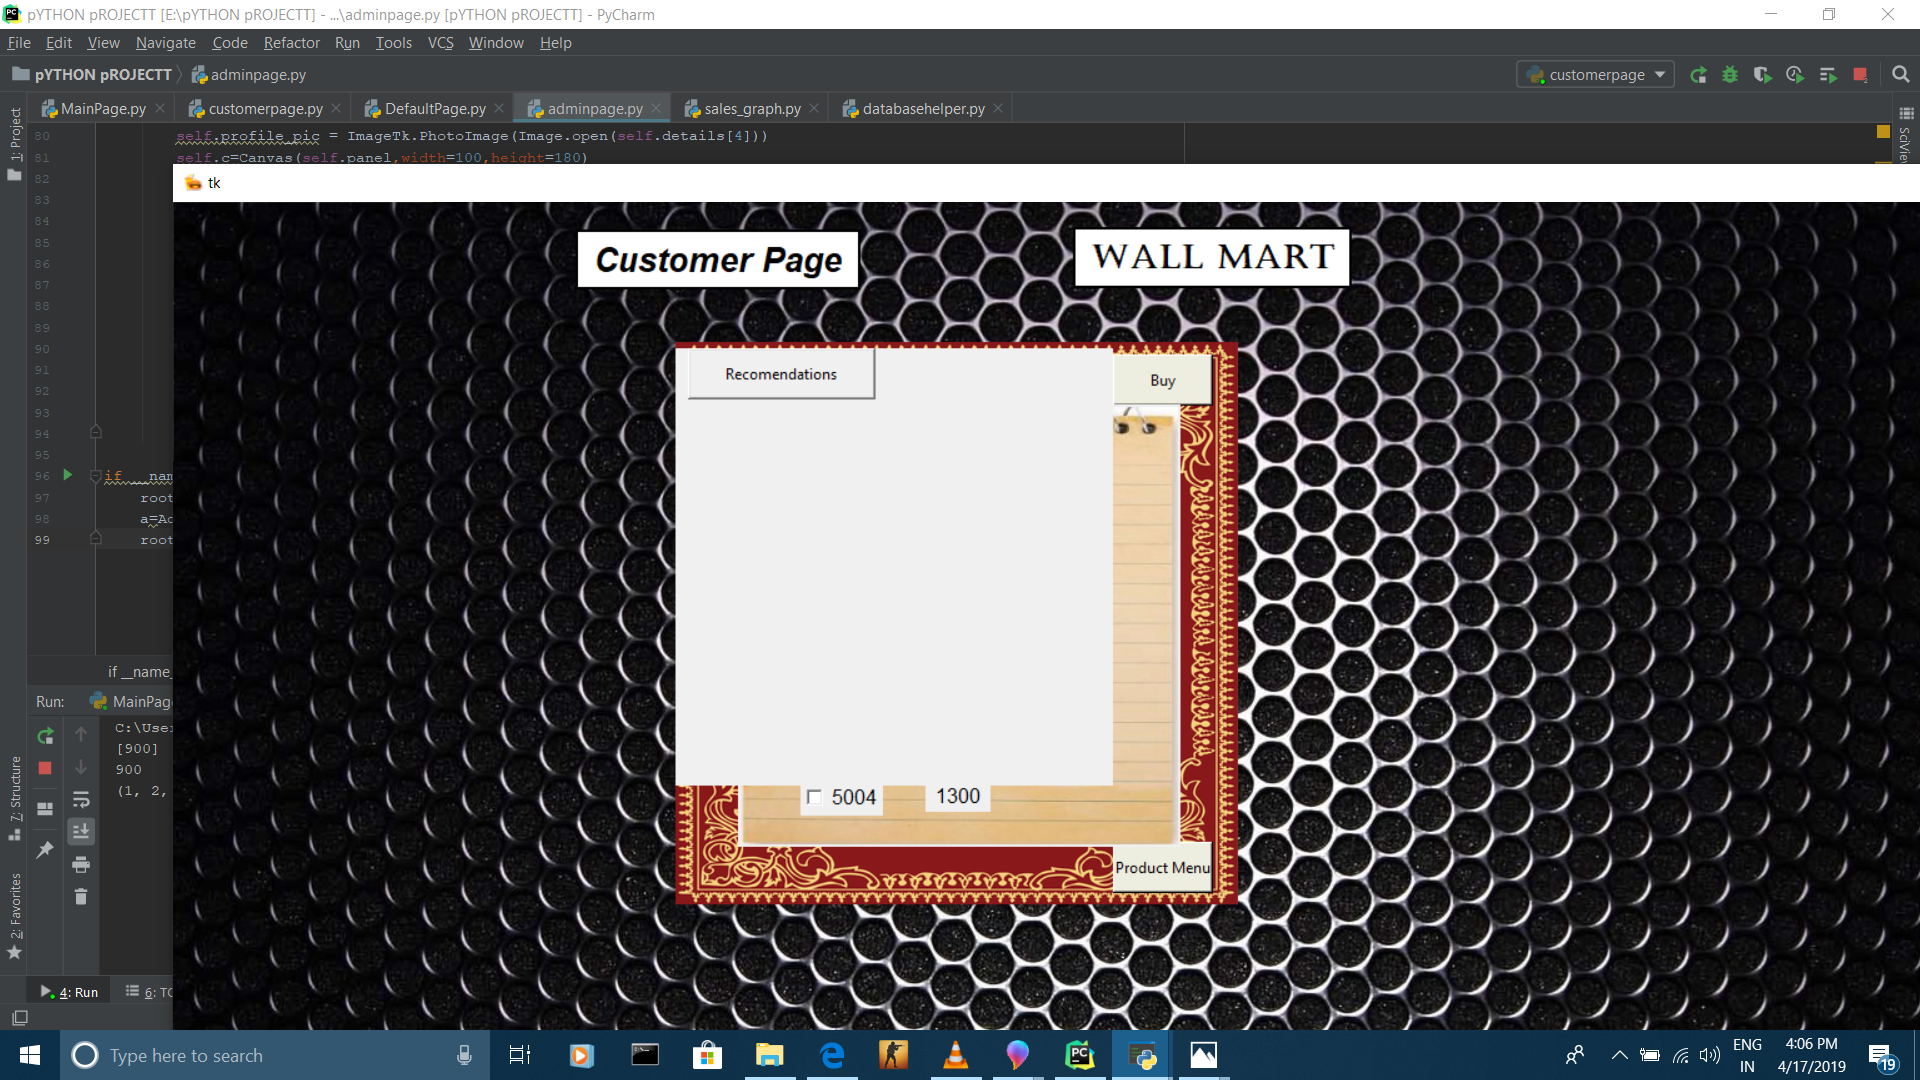 pYTHON pROJECTT [E:\pYTHON pROJECTT] - ...\adminpage.py [pYTHON pROJECTT] - PyCharm
File Edit View Navigate Code Refactor Run Tools VCS Window Help
pYTHON pROJECTT adminpage.py customerpage
MainPage.py customerpage.py DefaultPage.py adminpage.py sales_graph.py databasehelper.py
1: Project
SciView
80 self.profile_pic = ImageTk.PhotoImage(Image.open(self.details[4]))
81 self.c=Canvas(self.panel,width=100,height=180)
82
83
84
85
86
87
88
89
90
91
92
93
94
95
96 if __nam
97 root
98 a=Ad
99 root
tk
Customer Page
WALL MART
Recomendations
Buy
5004 1300
Product Menu
if __name_
Run: MainPag
C:\User
[900]
900
(1, 2,
7: Structure
2: Favorites
4: Run 6: TO
Type here to search
ENG
IN
4:06 PM
4/17/2019
19